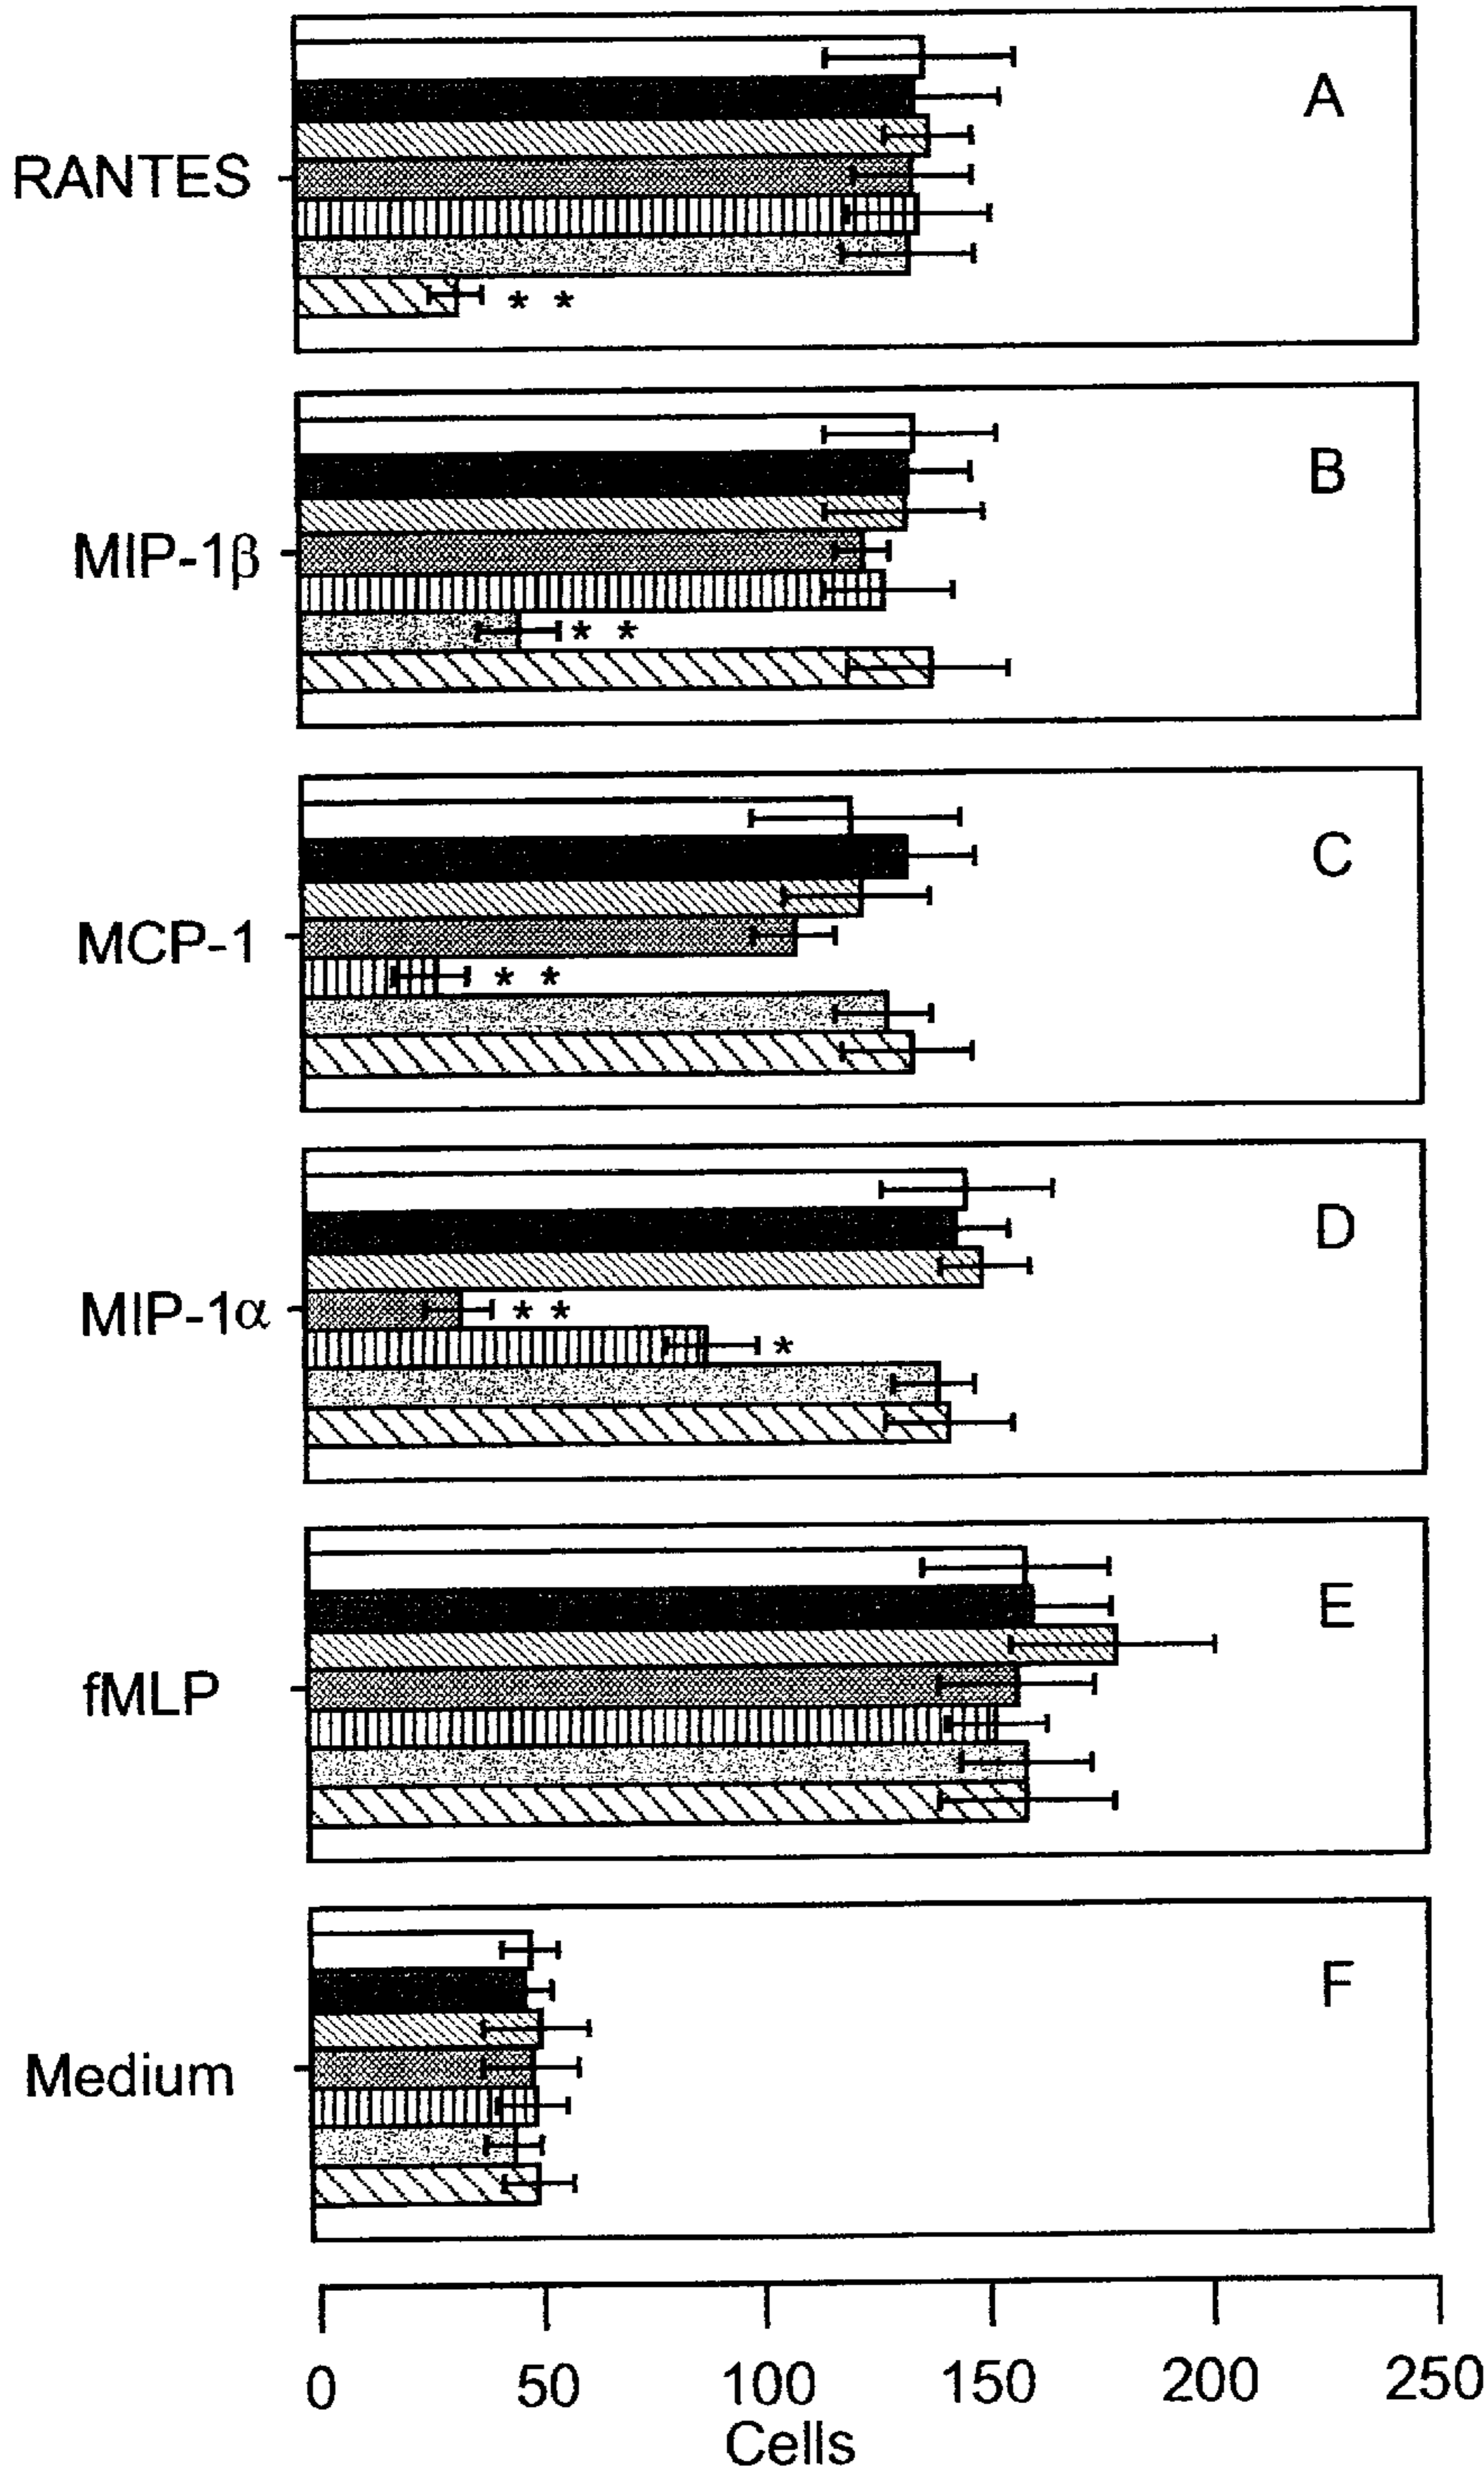 A
RANTES
* *
B
MIP-1β
* *
C
MCP-1
* *
D
MIP-1α
* *
*
E
fMLP
F
Medium
0 50 100 150 200 250
Cells